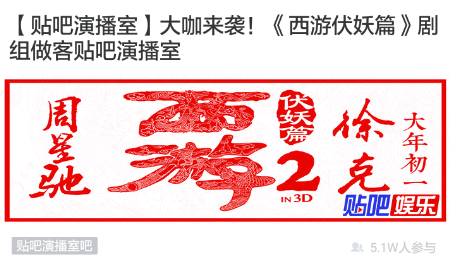 【贴吧演播室】大咖来袭！《西游伏妖篇》剧
组做客贴吧演播室
周星驰
西游
伏妖篇
2
IN 3D
徐克
大年初一
贴吧 娱乐
贴吧演播室吧
5.1W人参与